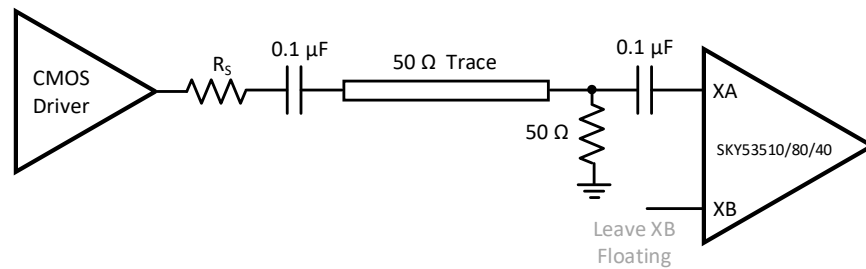 CMOS
Driver
R_S
0.1 µF
50 Ω Trace
50 Ω
0.1 µF
XA
SKY53510/80/40
XB
Leave XB
Floating